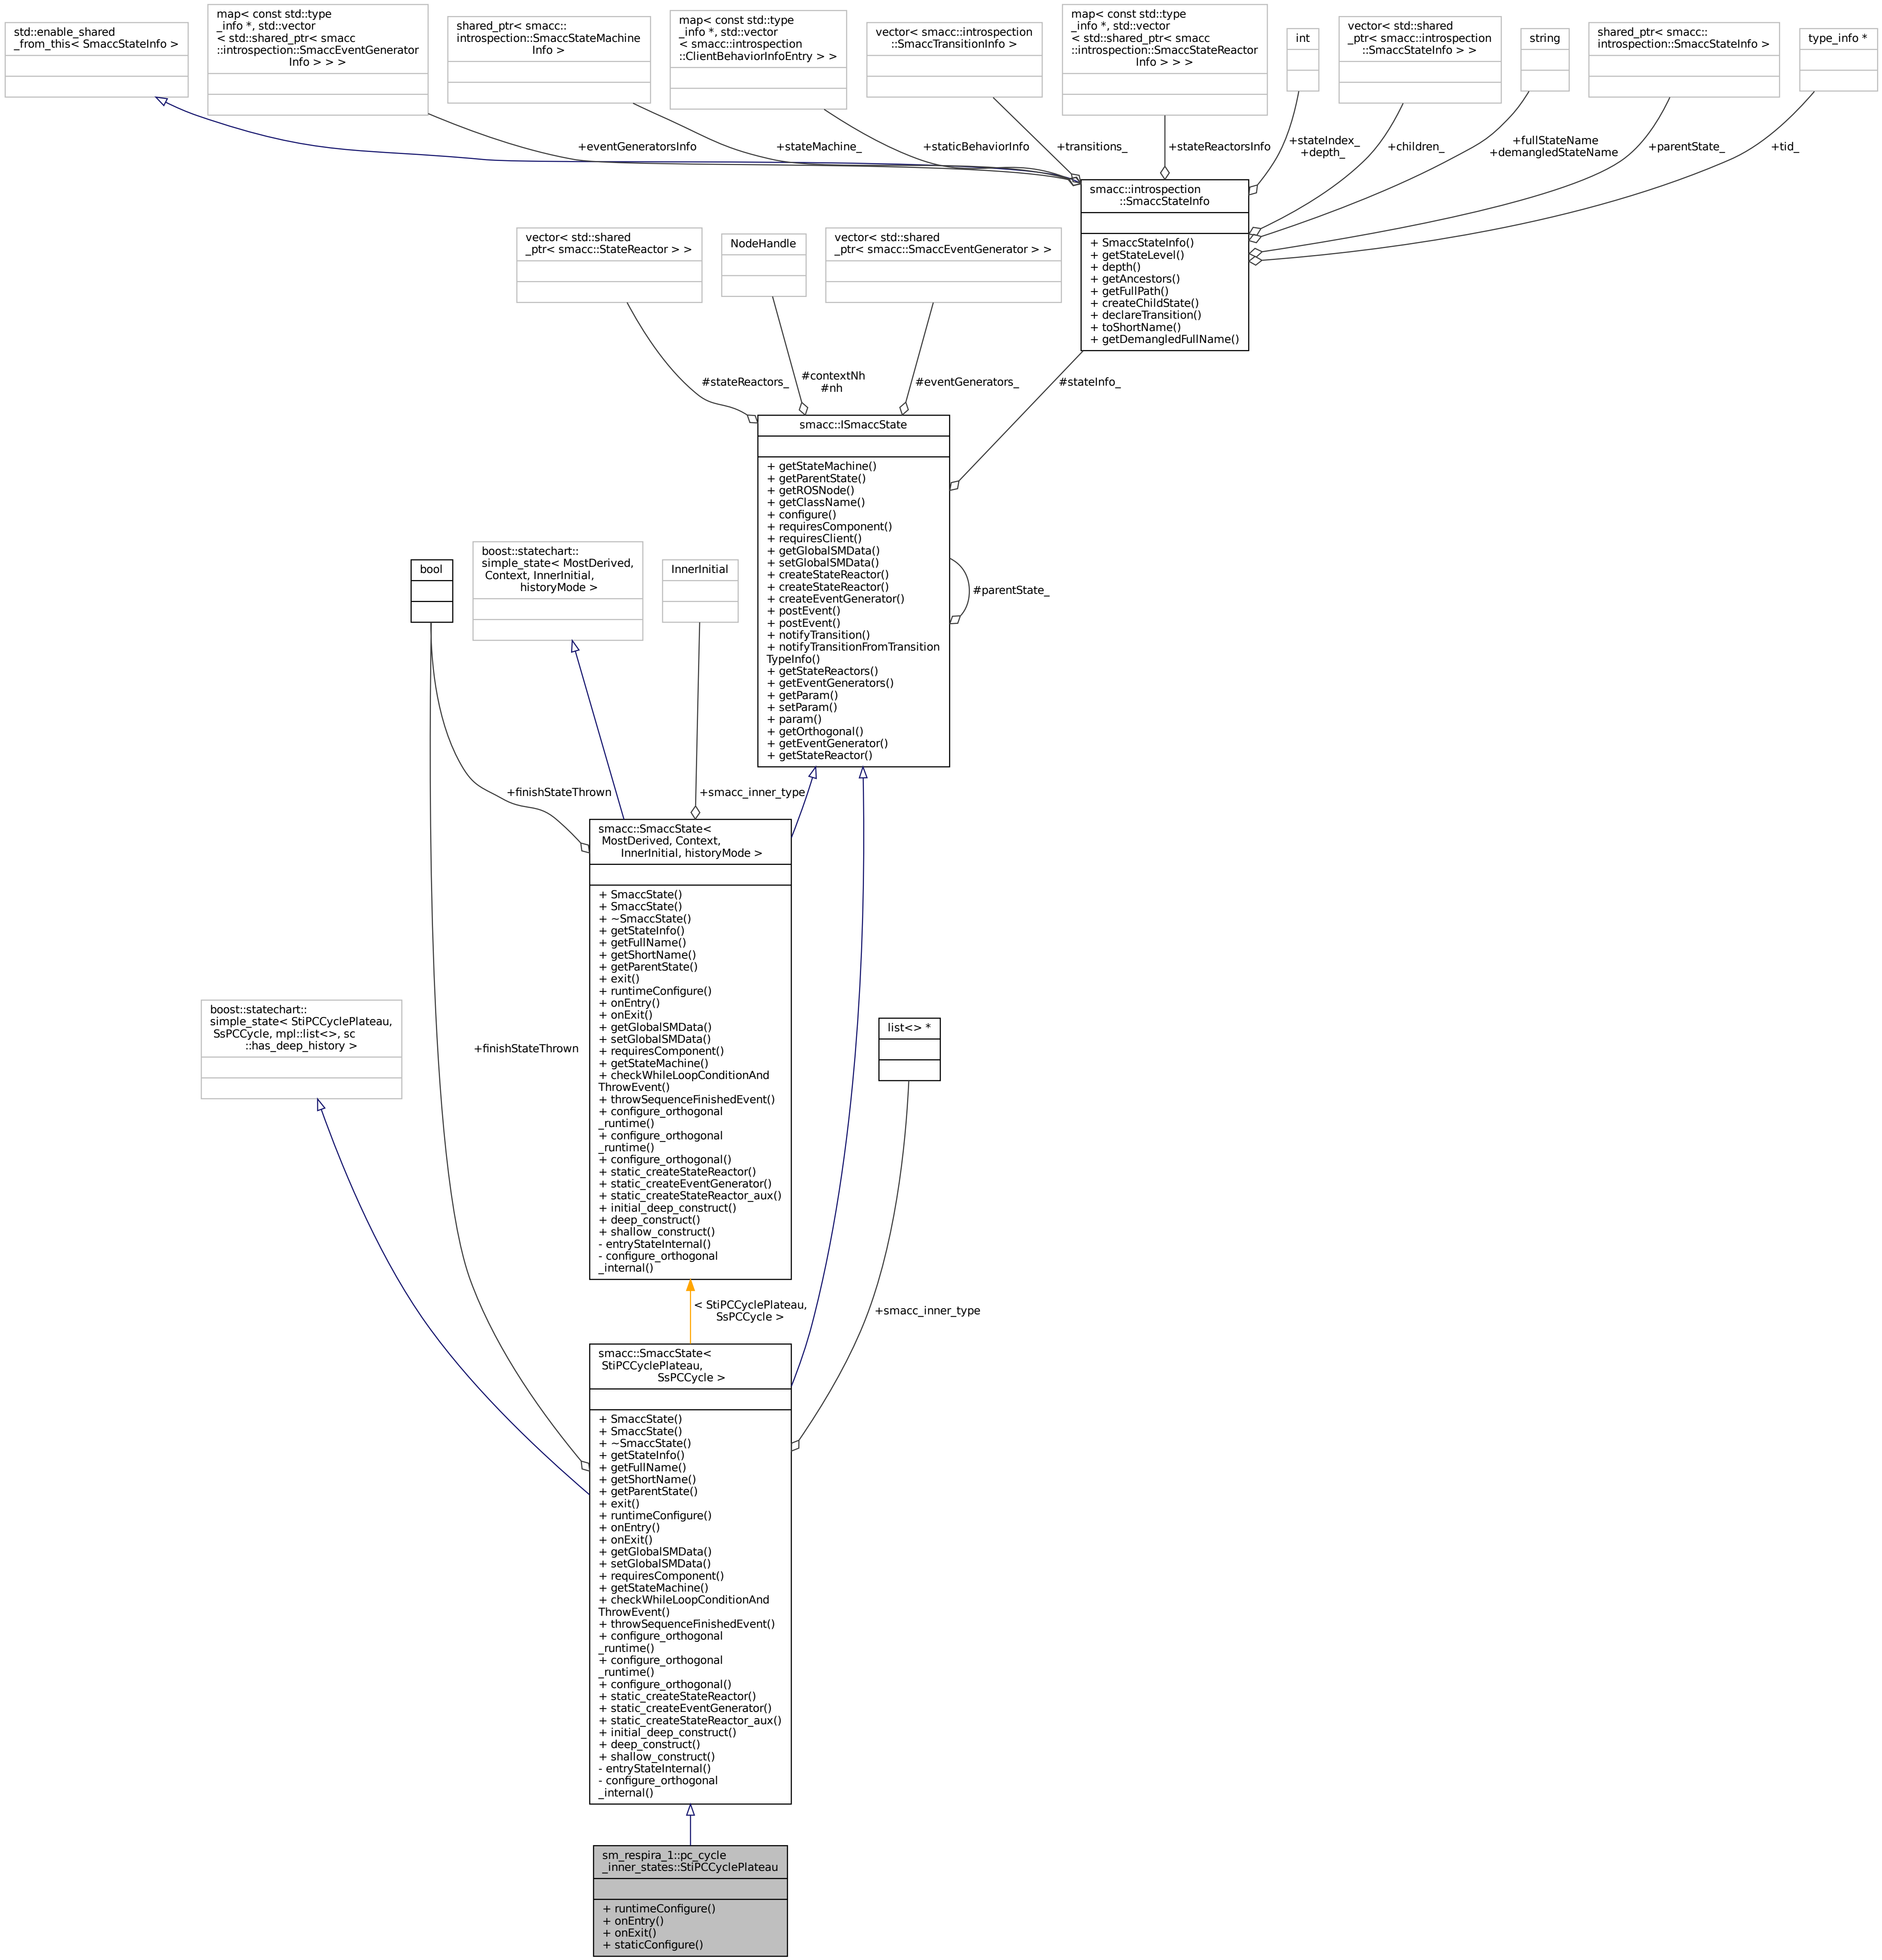 std::enable_shared
_from_this< SmaccStateInfo >
map< const std::type
_info *, std::vector
< std::shared_ptr< smacc
::introspection::SmaccEventGenerator
Info > > >
shared_ptr< smacc::
introspection::SmaccStateMachine
Info >
map< const std::type
_info *, std::vector
< smacc::introspection
::ClientBehaviorInfoEntry > >
vector< smacc::introspection
::SmaccTransitionInfo >
map< const std::type
_info *, std::vector
< std::shared_ptr< smacc
::introspection::SmaccStateReactor
Info > > >
int
vector< std::shared
_ptr< smacc::introspection
::SmaccStateInfo > >
string
shared_ptr< smacc::
introspection::SmaccStateInfo >
type_info *
+eventGeneratorsInfo
+stateMachine_
+staticBehaviorInfo
+transitions_
+stateReactorsInfo
+stateIndex_
+depth_
+children_
+fullStateName
+demangledStateName
+parentState_
+tid_
smacc::introspection
::SmaccStateInfo
+ SmaccStateInfo()
+ getStateLevel()
+ depth()
+ getAncestors()
+ getFullPath()
+ createChildState()
+ declareTransition()
+ toShortName()
+ getDemangledFullName()
vector< std::shared
_ptr< smacc::StateReactor > >
NodeHandle
vector< std::shared
_ptr< smacc::SmaccEventGenerator > >
#stateReactors_
#contextNh
#nh
#eventGenerators_
#stateInfo_
smacc::ISmaccState
+ getStateMachine()
+ getParentState()
+ getROSNode()
+ getClassName()
+ configure()
+ requiresComponent()
+ requiresClient()
+ getGlobalSMData()
+ setGlobalSMData()
+ createStateReactor()
+ createStateReactor()
+ createEventGenerator()
+ postEvent()
+ postEvent()
+ notifyTransition()
+ notifyTransitionFromTransition
TypeInfo()
+ getStateReactors()
+ getEventGenerators()
+ getParam()
+ setParam()
+ param()
+ getOrthogonal()
+ getEventGenerator()
+ getStateReactor()
#parentState_
bool
boost::statechart::
simple_state< MostDerived,
Context, InnerInitial,
historyMode >
InnerInitial
+finishStateThrown
+smacc_inner_type
smacc::SmaccState<
MostDerived, Context,
InnerInitial, historyMode >
+ SmaccState()
+ SmaccState()
+ ~SmaccState()
+ getStateInfo()
+ getFullName()
+ getShortName()
+ getParentState()
+ exit()
+ runtimeConfigure()
+ onEntry()
+ onExit()
+ getGlobalSMData()
+ setGlobalSMData()
+ requiresComponent()
+ getStateMachine()
+ checkWhileLoopConditionAnd
ThrowEvent()
+ throwSequenceFinishedEvent()
+ configure_orthogonal
_runtime()
+ configure_orthogonal
_runtime()
+ configure_orthogonal()
+ static_createStateReactor()
+ static_createEventGenerator()
+ static_createStateReactor_aux()
+ initial_deep_construct()
+ deep_construct()
+ shallow_construct()
- entryStateInternal()
- configure_orthogonal
_internal()
boost::statechart::
simple_state< StiPCCyclePlateau,
SsPCCycle, mpl::list<>, sc
::has_deep_history >
+finishStateThrown
list<> *
< StiPCCyclePlateau,
SsPCCycle >
+smacc_inner_type
smacc::SmaccState<
StiPCCyclePlateau,
SsPCCycle >
+ SmaccState()
+ SmaccState()
+ ~SmaccState()
+ getStateInfo()
+ getFullName()
+ getShortName()
+ getParentState()
+ exit()
+ runtimeConfigure()
+ onEntry()
+ onExit()
+ getGlobalSMData()
+ setGlobalSMData()
+ requiresComponent()
+ getStateMachine()
+ checkWhileLoopConditionAnd
ThrowEvent()
+ throwSequenceFinishedEvent()
+ configure_orthogonal
_runtime()
+ configure_orthogonal
_runtime()
+ configure_orthogonal()
+ static_createStateReactor()
+ static_createEventGenerator()
+ static_createStateReactor_aux()
+ initial_deep_construct()
+ deep_construct()
+ shallow_construct()
- entryStateInternal()
- configure_orthogonal
_internal()
sm_respira_1::pc_cycle
_inner_states::StiPCCyclePlateau
+ runtimeConfigure()
+ onEntry()
+ onExit()
+ staticConfigure()